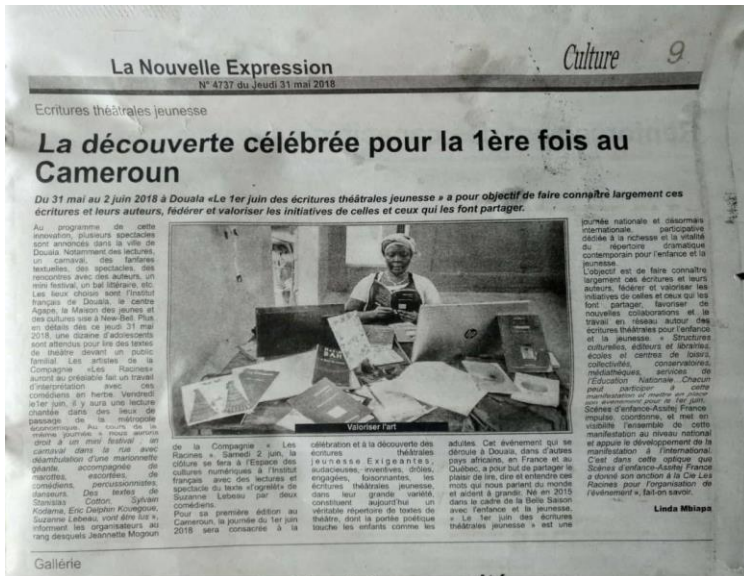 La Nouvelle Expression
Culture
9
N° 4737 du Jeudi 31 mai 2018
Ecritures théâtrales jeunesse
La découverte célébrée pour la 1ère fois au
Cameroun
Du 31 mai au 2 juin 2018 à Douala «Le 1er juin des écritures théâtrales jeunesse » a pour objectif de faire connaître largement ces
écritures et leurs auteurs, fédérer et valoriser les initiatives de celles et ceux qui les font partager.
Au programme de cette
innovation, plusieurs spectacles
sont annoncés dans la ville de
Douala. Notamment des lectures,
un carnaval, des fanfares
textuelles, des spectacles, des
rencontres avec des auteurs, un
mini festival, un bal littéraire, etc.
Les lieux choisis sont l'Institut
français de Douala, le centre
Agape, la Maison des jeunes et
des cultures sise à New-Bell. Plus
en détails dès ce jeudi 31 mai
2018, une dizaine d'adolescents
sont attendus pour lire des textes
de théâtre devant un public
familial. Les artistes de la
Compagnie «Les Racines»
auront au préalable fait un travail
d'interprétation avec ces
comédiens en herbe. Vendredi
le1er juin, il y aura une lecture
chantée dans des lieux de
passage de la métropole
économique. Au cours de la
même journée « nous aurons
droit à un mini festival ; un
carnaval dans la rue avec
déambulation d'une marionnette
géante, accompagnée de
marottes, escortées, de
comédiens, percussionnistes,
danseurs. Des textes de
Stanislas Cotton, Sylvain
Kodama, Eric Delphin Kouegoue,
Suzanne Lebeau, vont être lus »,
informent les organisateurs au
rang desquels Jeannette Mogoun
Valoriser l'art
de la Compagnie « Les
Racines ». Samedi 2 juin, la
clôture se fera à l'Espace des
cultures numériques à l'Institut
français avec des lectures et
spectacle du texte «l'ogrelet» de
Suzanne Lebeau par deux
comédiens.
Pour sa première édition au
Cameroun, la journée du 1er juin
2018 sera consacrée à la
célébration et à la découverte des
écritures théâtrales
jeunesse Exigeantes,
audacieuses, inventives, drôles,
engagées, foisonnantes, les
écritures théâtrales jeunesse,
dans leur grande variété,
constituent aujourd'hui un
véritable répertoire de textes de
théâtre, dont la portée poétique
touche les enfants comme les
adultes. Cet événement qui se
déroule à Douala, dans d'autres
pays africains, en France et au
Québec, a pour but de partager le
plaisir de lire, dire et entendre ces
mots qui nous parlent du monde
et aident à grandir. Né en 2015
dans le cadre de la Belle Saison
avec l'enfance et la jeunesse,
« Le 1er juin des écritures
théâtrales jeunesse » est une
journée nationale et désormais
internationale, participative
dédiée à la richesse et la vitalité
du répertoire dramatique
contemporain pour l'enfance et la
jeunesse.
L'objectif est de faire connaître
largement ces écritures et leurs
auteurs, fédérer et valoriser les
initiatives de celles et ceux qui les
font partager, favoriser de
nouvelles collaborations et le
travail en réseau autour des
écritures théâtrales pour l'enfance
et la jeunesse. « Structures
culturelles, éditeurs et librairies,
écoles et centres de loisirs,
collectivités, conservatoires,
médiathèques, services de
l'Education Nationale...Chacun
peut participer à cette
manifestation et mettre en place
son événement pour le 1er juin.
Scènes d'enfance-Assitej France
impulse, coordonne, et met en
visibilité l'ensemble de cette
manifestation au niveau national
et appuie le développement de la
manifestation à l'international.
C'est dans cette optique que
Scènes d'enfance-Assitej France
a donné son onction à la Cie Les
Racines pour l'organisation de
l'événement », fait-on savoir.
Linda Mbiapa
Gallérie